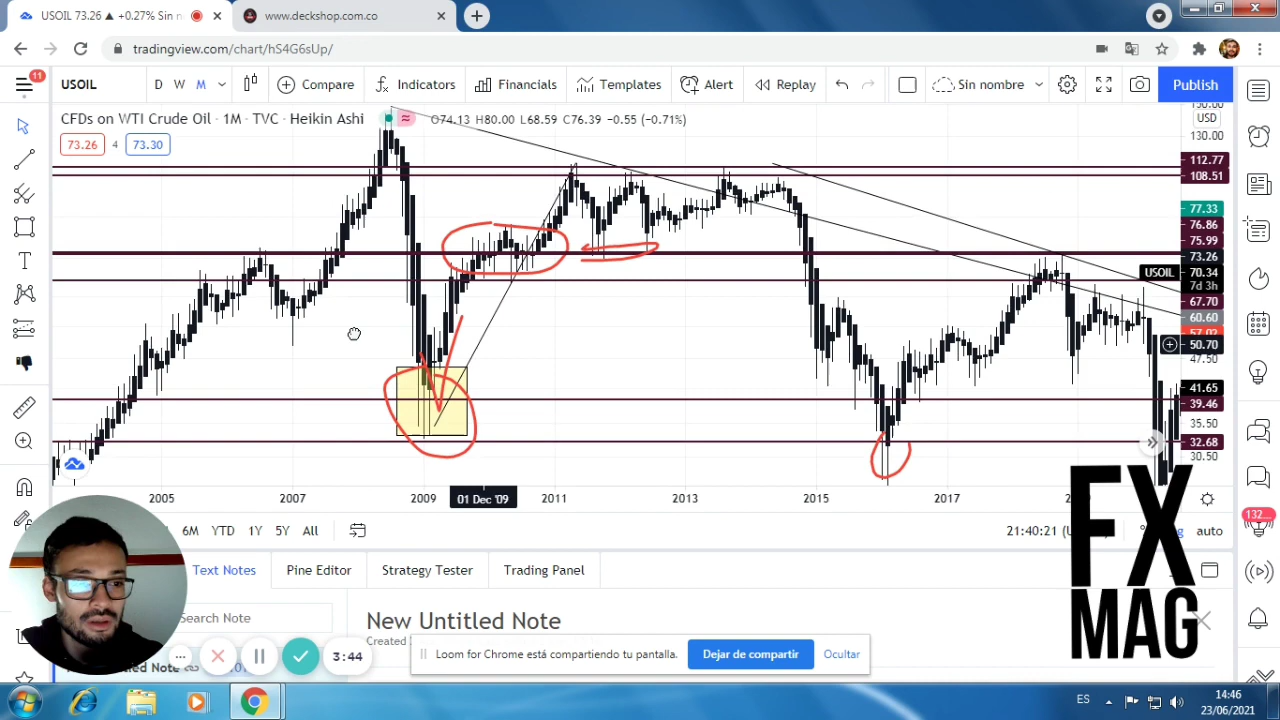 USOIL 73.26 ▲ +0.27% Sin n
www.deckshop.com.co
tradingview.com/chart/hS4G6sUp/
11
USOIL
D W M
Compare
Indicators
Financials
Templates
Alert
Replay
Sin nombre
Publish
CFDs on WTI Crude Oil · 1M · TVC · Heikin Ashi
O74.13 H80.00 L68.59 C76.39 -0.55 (-0.71%)
73.26 4 73.30
150.00
USD
130.00
112.77
108.51
77.33
76.86
75.99
73.26
USOIL 70.34
7d 3h
67.70
60.60
57.02
50.70
47.50
41.65
39.46
35.50
32.68
30.50
2005 2007 2009 01 Dec '09 2011 2013 2015 2017
6M YTD 1Y 5Y All
21:40:21
auto
132...
Text Notes Pine Editor Strategy Tester Trading Panel
Search Note
New Untitled Note
Created
Loom for Chrome está compartiendo tu pantalla.
Dejar de compartir
Ocultar
3:44
FX
MAG
ES
14:46
23/06/2021